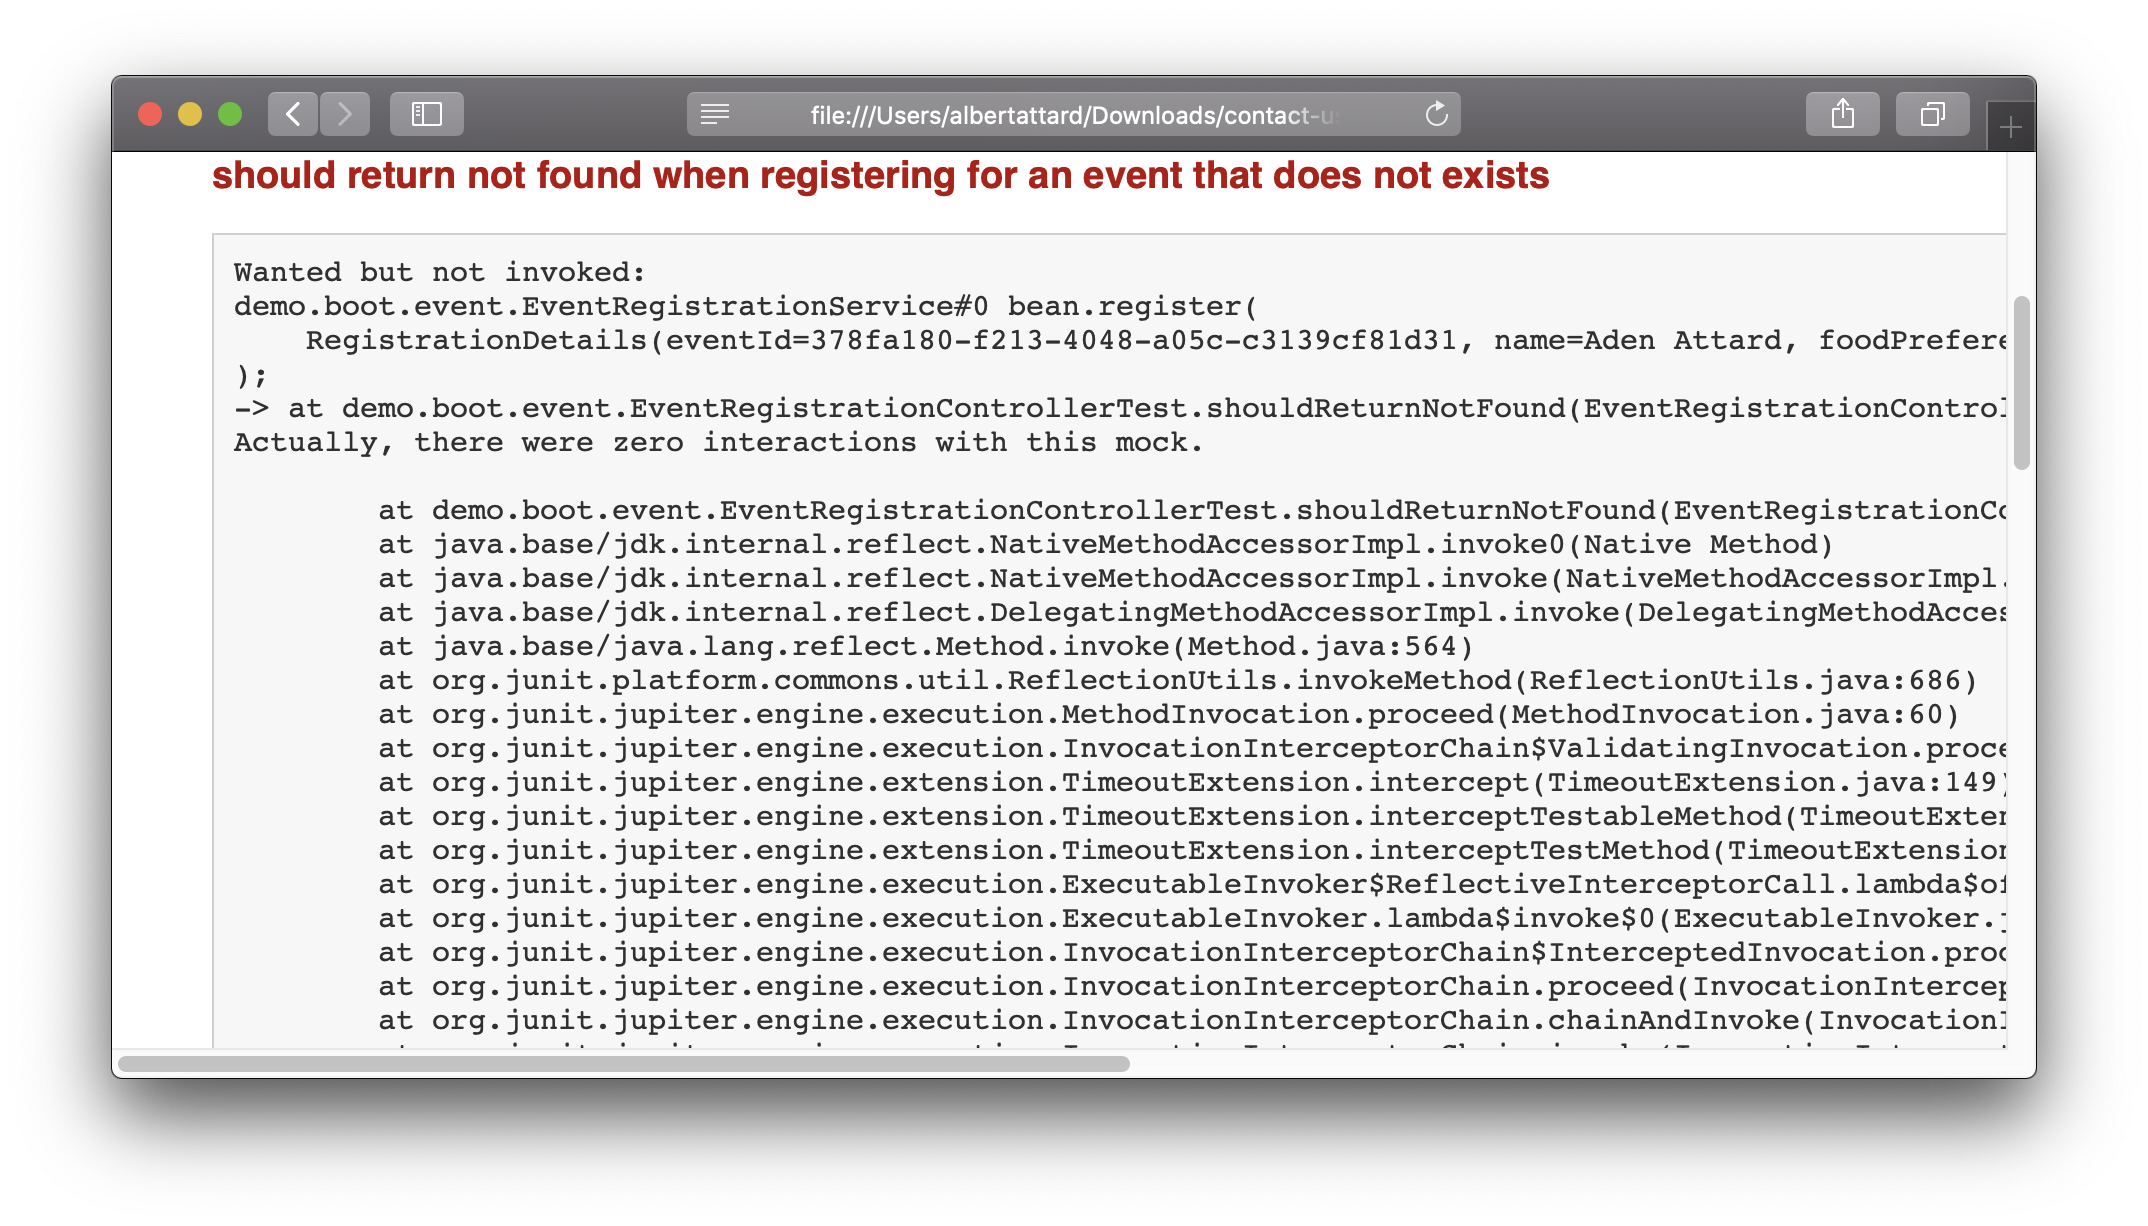 file:///Users/albertattard/Downloads/contact-us
should return not found when registering for an event that does not exists
Wanted but not invoked:
demo.boot.event.EventRegistrationService#0 bean.register(
RegistrationDetails(eventId=378fa180-f213-4048-a05c-c3139cf81d31, name=Aden Attard, foodPrefere
);
-> at demo.boot.event.EventRegistrationControllerTest.shouldReturnNotFound(EventRegistrationControl
Actually, there were zero interactions with this mock.
at demo.boot.event.EventRegistrationControllerTest.shouldReturnNotFound(EventRegistrationCo
at java.base/jdk.internal.reflect.NativeMethodAccessorImpl.invoke0(Native Method)
at java.base/jdk.internal.reflect.NativeMethodAccessorImpl.invoke(NativeMethodAccessorImpl.
at java.base/jdk.internal.reflect.DelegatingMethodAccessorImpl.invoke(DelegatingMethodAcces
at java.base/java.lang.reflect.Method.invoke(Method.java:564)
at org.junit.platform.commons.util.ReflectionUtils.invokeMethod(ReflectionUtils.java:686)
at org.junit.jupiter.engine.execution.MethodInvocation.proceed(MethodInvocation.java:60)
at org.junit.jupiter.engine.execution.InvocationInterceptorChain$ValidatingInvocation.proce
at org.junit.jupiter.engine.extension.TimeoutExtension.intercept(TimeoutExtension.java:149)
at org.junit.jupiter.engine.extension.TimeoutExtension.interceptTestableMethod(TimeoutExten
at org.junit.jupiter.engine.extension.TimeoutExtension.interceptTestMethod(TimeoutExtension
at org.junit.jupiter.engine.execution.ExecutableInvoker$ReflectiveInterceptorCall.lambda$of
at org.junit.jupiter.engine.execution.ExecutableInvoker.lambda$invoke$0(ExecutableInvoker.j
at org.junit.jupiter.engine.execution.InvocationInterceptorChain$InterceptedInvocation.proc
at org.junit.jupiter.engine.execution.InvocationInterceptorChain.proceed(InvocationIntercep
at org.junit.jupiter.engine.execution.InvocationInterceptorChain.chainAndInvoke(InvocationI